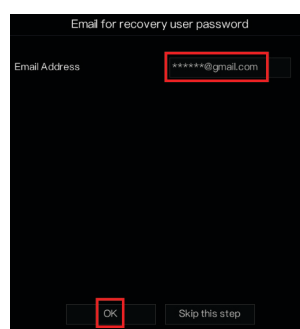 Email for recovery user password
Email Address ******@gmail.com
OK Skip this step